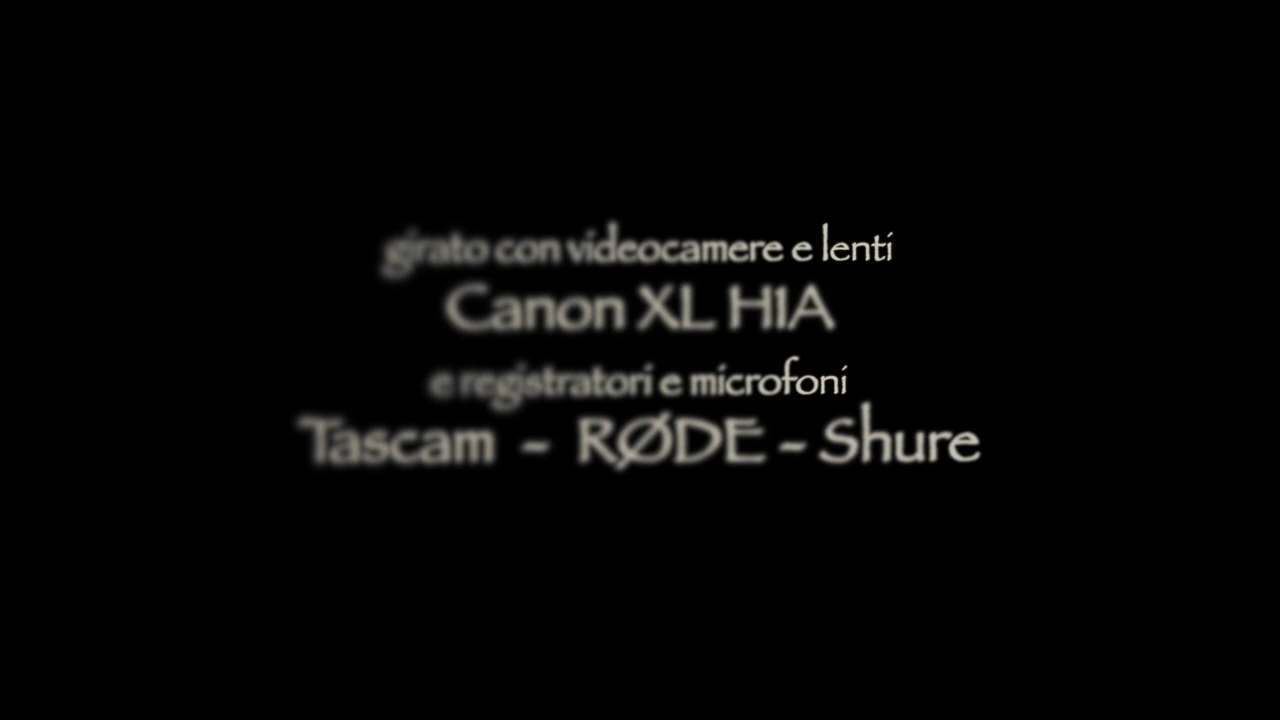 girato con videocamere e lenti
Canon XL H1A
e registratori e microfoni
Tascam - RØDE - Shure